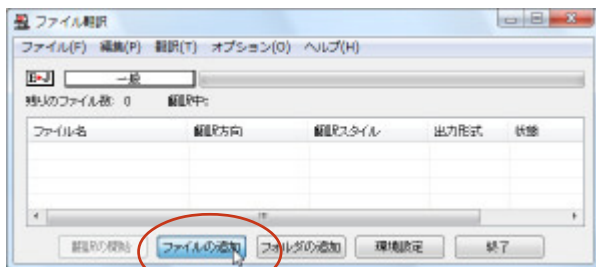 ファイル翻訳
ファイル(F) 編集(P) 翻訳(T) オプション(O) ヘルプ(H)
E→J 一般
残りのファイル数: 0 翻訳中:
ファイル名 翻訳方向 翻訳スタイル 出力形式 状態
翻訳の開始 ファイルの追加 フォルダの追加 環境設定 終了